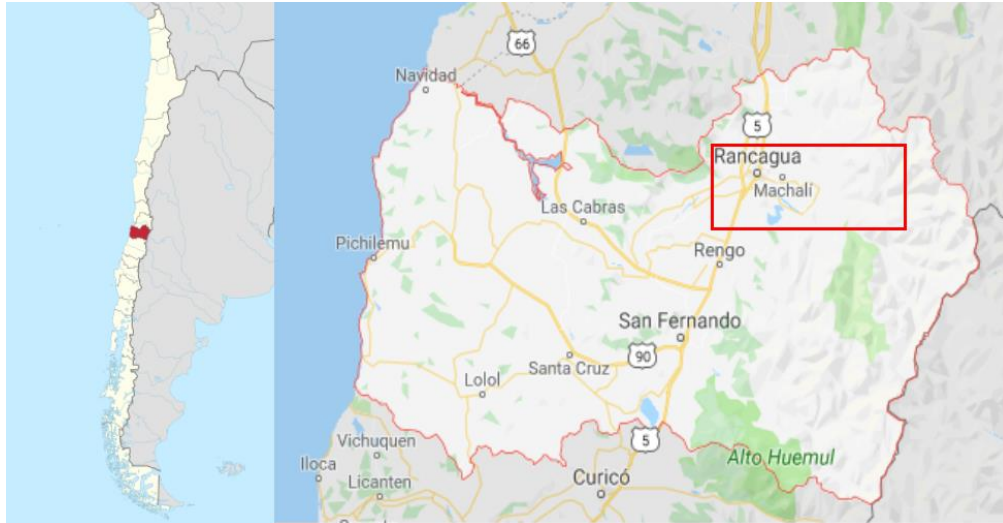 66
Navidad
5
Rancagua
Machalí
Las Cabras
Pichilemu
Rengo
San Fernando
90
Santa Cruz
Lolol
Vichuquen
5
Iloca
Alto Huemul
Licanten
Curicó